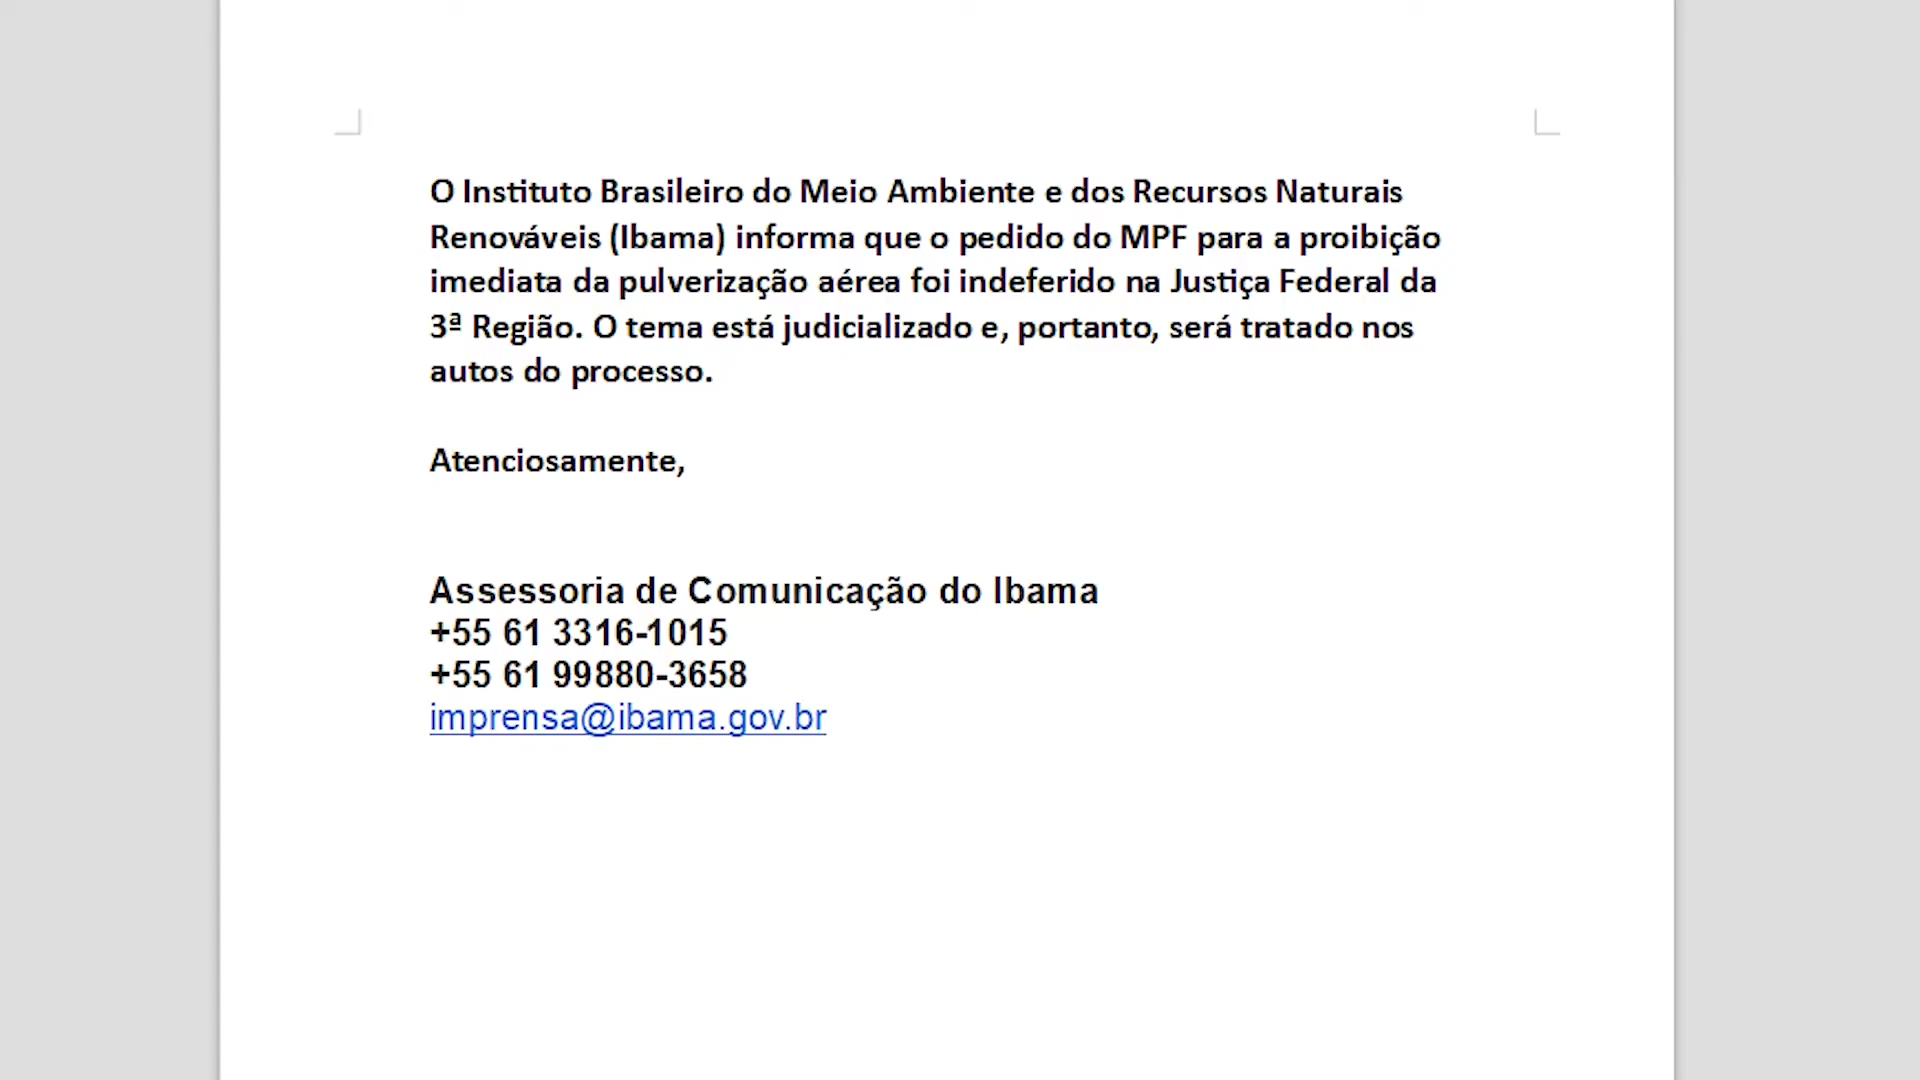 O Instituto Brasileiro do Meio Ambiente e dos Recursos Naturais
Renováveis (Ibama) informa que o pedido do MPF para a proibição
imediata da pulverização aérea foi indeferido na Justiça Federal da
3ª Região. O tema está judicializado e, portanto, será tratado nos
autos do processo.
Atenciosamente,
Assessoria de Comunicação do Ibama
+55 61 3316-1015
+55 61 99880-3658
imprensa@ibama.gov.br